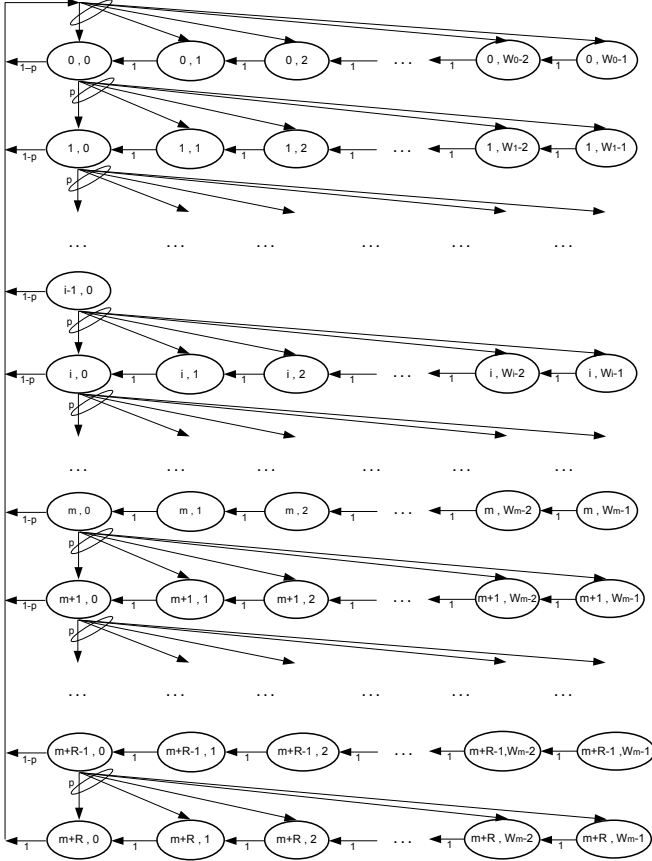 0 , 0 0 , 1 0 , 2 ... 0 , W0-2 0 , W0-1
1-p 1 1 1 1 1
p
1 , 0 1 , 1 1 , 2 ... 1 , W1-2 1 , W1-1
1-p 1 1 1 1 1
p
... ... ... ... ...
i-1 , 0
1-p
p
i , 0 i , 1 i , 2 ... i , Wi-2 i , Wi-1
1-p 1 1 1 1 1
p
... ... ... ... ...
m , 0 m , 1 m , 2 ... m , Wm-2 m , Wm-1
1-p 1 1 1 1 1
p
m+1 , 0 m+1 , 1 m+1 , 2 ... m+1 , Wm-2 m+1 , Wm-1
1-p 1 1 1 1 1
p
... ... ... ... ...
m+R-1 , 0 m+R-1 , 1 m+R-1 , 2 ... m+R-1,Wm-2 m+R-1 ,Wm-1
1-p 1 1 1 1 1
p
m+R , 0 m+R , 1 m+R , 2 ... m+R , Wm-2 m+R , Wm-1
1 1 1 1 1 1